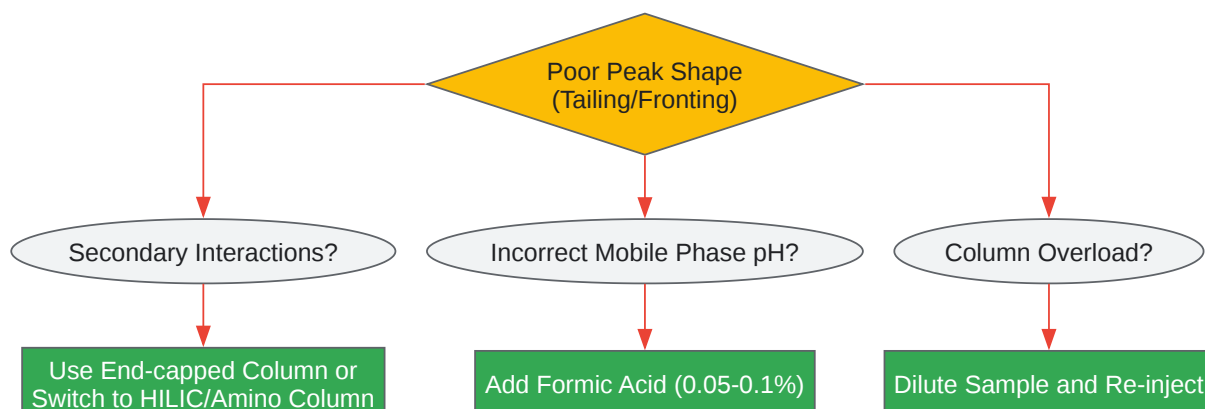 Poor Peak Shape
(Tailing/Fronting)
Secondary Interactions?
Incorrect Mobile Phase pH?
Column Overload?
Use End-capped Column or
Switch to HILIC/Amino Column
Add Formic Acid (0.05-0.1%)
Dilute Sample and Re-inject